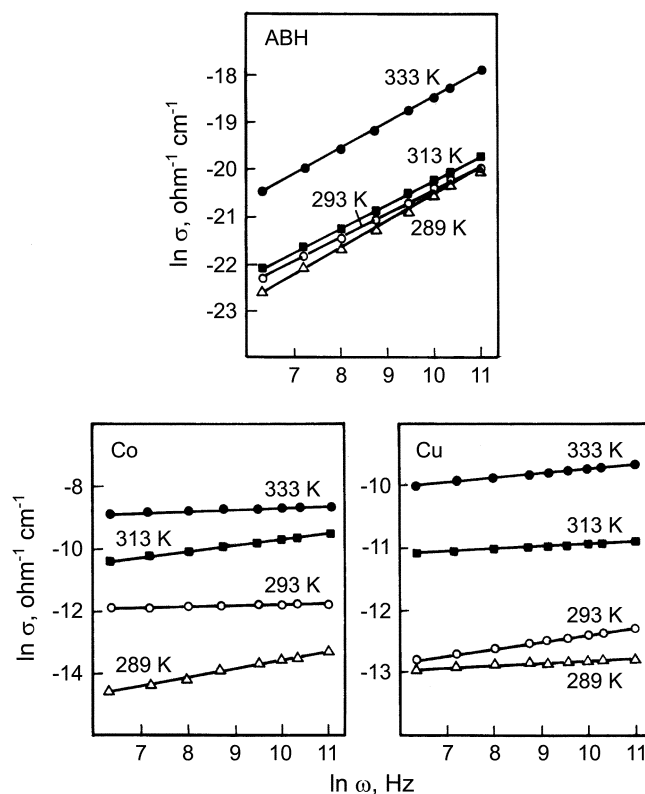 ABH
-18
333 K
-19
313 K
-20
293 K
-21
289 K
-22
-23
ln σ, ohm⁻¹ cm⁻¹
7 8 9 10 11
Co
-8
333 K
-10
313 K
293 K
-12
289 K
-14
ln σ, ohm⁻¹ cm⁻¹
7 8 9 10 11
Cu
333 K
-10
313 K
-11
293 K
-12
-13
289 K
7 8 9 10 11
ln ω, Hz